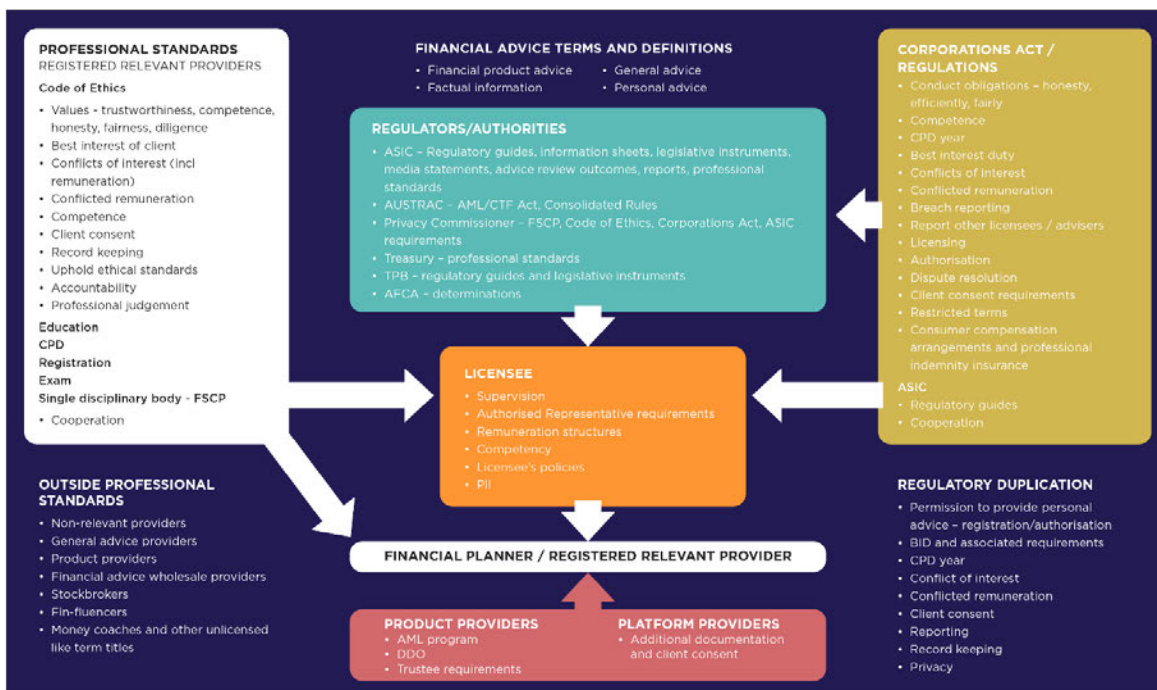 PROFESSIONAL STANDARDS
REGISTERED RELEVANT PROVIDERS
Code of Ethics
• Values - trustworthiness, competence,
honesty, fairness, diligence
• Best interest of client
• Conflicts of interest (incl
remuneration)
• Conflicted remuneration
• Competence
• Client consent
• Record keeping
• Uphold ethical standards
• Accountability
• Professional judgement
Education
CPD
Registration
Exam
Single disciplinary body - FSCP
• Cooperation
OUTSIDE PROFESSIONAL
STANDARDS
• Non-relevant providers
• General advice providers
• Product providers
• Financial advice wholesale providers
• Stockbrokers
• Fin-fluencers
• Money coaches and other unlicensed
like term titles
FINANCIAL ADVICE TERMS AND DEFINITIONS
• Financial product advice
• Factual information
• General advice
• Personal advice
REGULATORS/AUTHORITIES
• ASIC – Regulatory guides, information sheets, legislative instruments,
media statements, advice review outcomes, reports, professional
standards
• AUSTRAC – AML/CTF Act, Consolidated Rules
• Privacy Commissioner – FSCP, Code of Ethics, Corporations Act, ASIC
requirements
• Treasury – professional standards
• TPB – regulatory guides and legislative instruments
• AFCA – determinations
LICENSEE
• Supervision
• Authorised Representative requirements
• Remuneration structures
• Competency
• Licensee's policies
• PII
FINANCIAL PLANNER / REGISTERED RELEVANT PROVIDER
PRODUCT PROVIDERS
• AML program
• DDO
• Trustee requirements
PLATFORM PROVIDERS
• Additional documentation
and client consent
CORPORATIONS ACT /
REGULATIONS
• Conduct obligations – honesty,
efficiently, fairly
• Competence
• CPD year
• Best interest duty
• Conflicts of interest
• Conflicted remuneration
• Breach reporting
• Report other licensees / advisers
• Licensing
• Authorisation
• Dispute resolution
• Client consent requirements
• Restricted terms
• Consumer compensation
arrangements and professional
indemnity insurance
ASIC
• Regulatory guides
• Cooperation
REGULATORY DUPLICATION
• Permission to provide personal
advice – registration/authorisation
• BID and associated requirements
• CPD year
• Conflict of interest
• Conflicted remuneration
• Client consent
• Reporting
• Record keeping
• Privacy